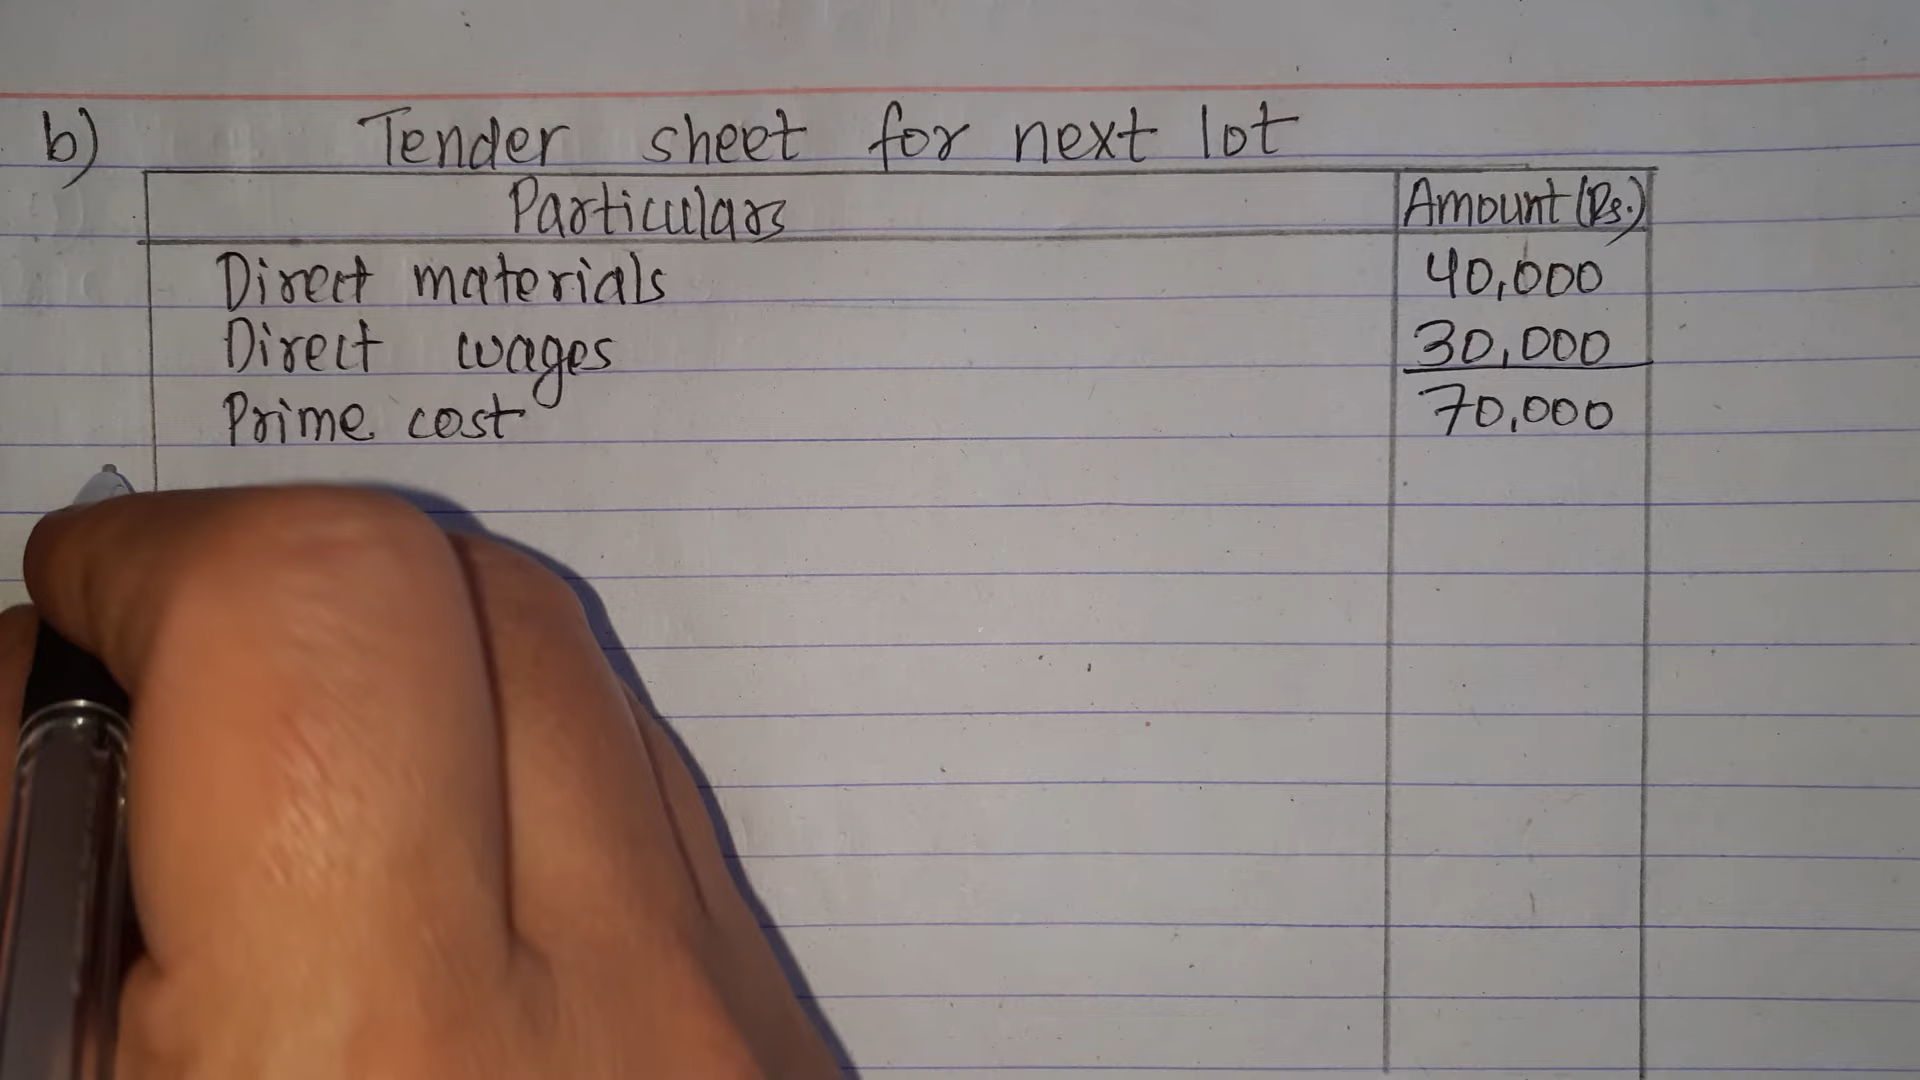 b) Tender sheet for next lot
Particulars Amount (Rs.)
Direct materials 40,000
Direct wages 30,000
Prime cost 70,000